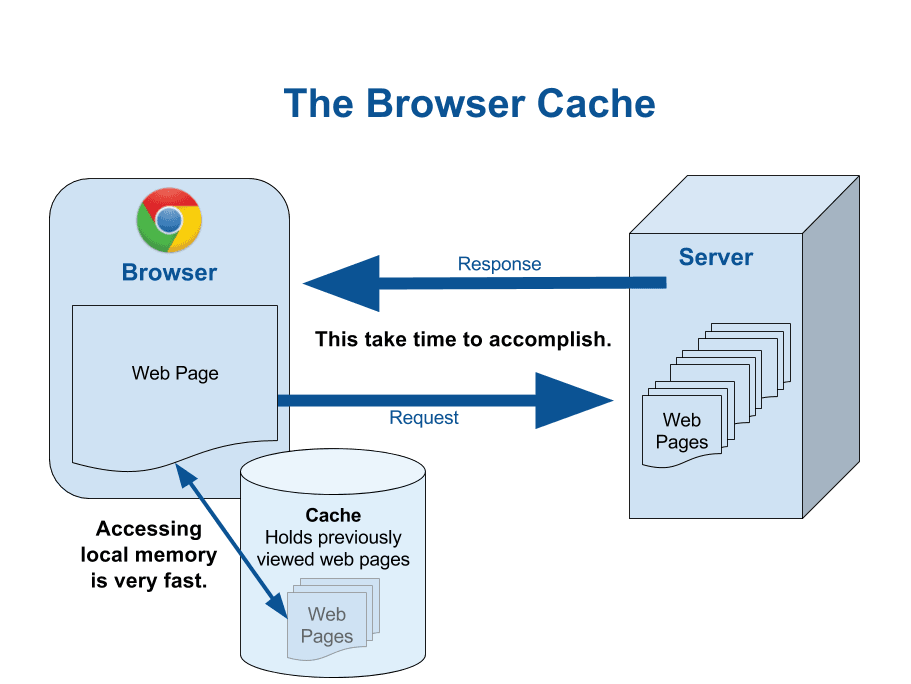 The Browser Cache
Browser
Server
Response
This take time to accomplish.
Web Page
Request
Web
Pages
Accessing
local memory
is very fast.
Cache
Holds previously
viewed web pages
Web
Pages